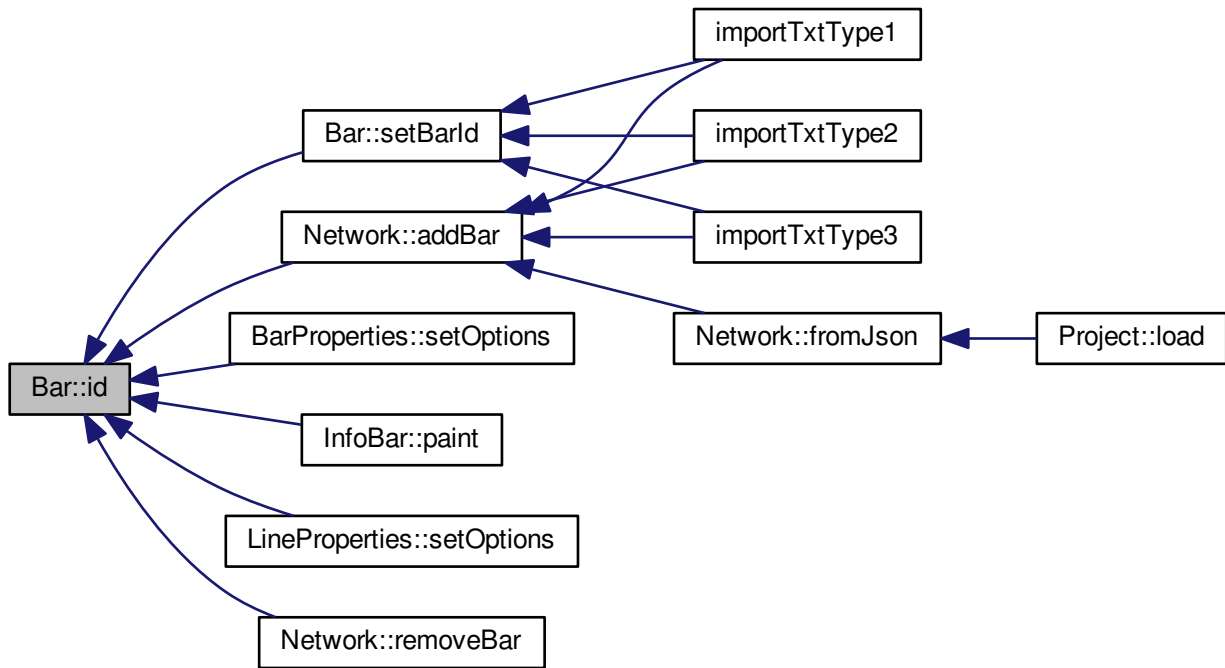 importTxtType1
Bar::setBarId
importTxtType2
Network::addBar
importTxtType3
BarProperties::setOptions
Network::fromJson
Project::load
Bar::id
InfoBar::paint
LineProperties::setOptions
Network::removeBar